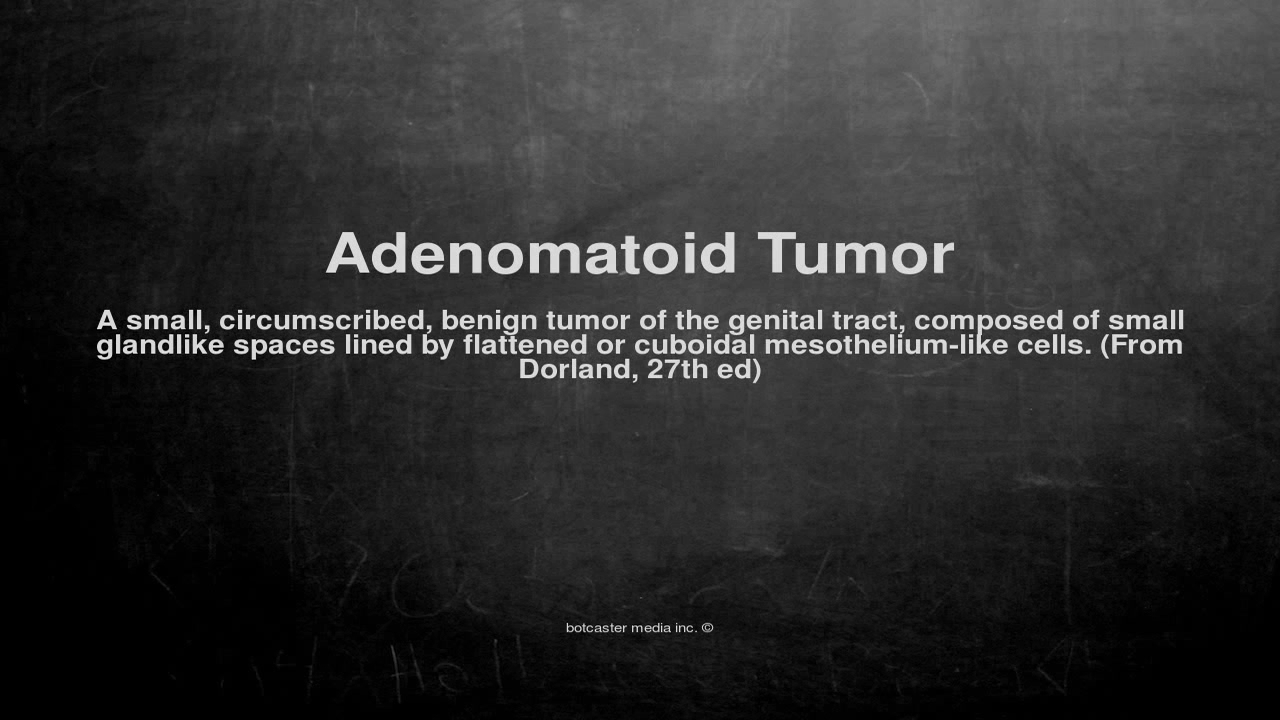 Adenomatoid Tumor
A small, circumscribed, benign tumor of the genital tract, composed of small
glandlike spaces lined by flattened or cuboidal mesothelium-like cells. (From
Dorland, 27th ed)
botcaster media inc. ©